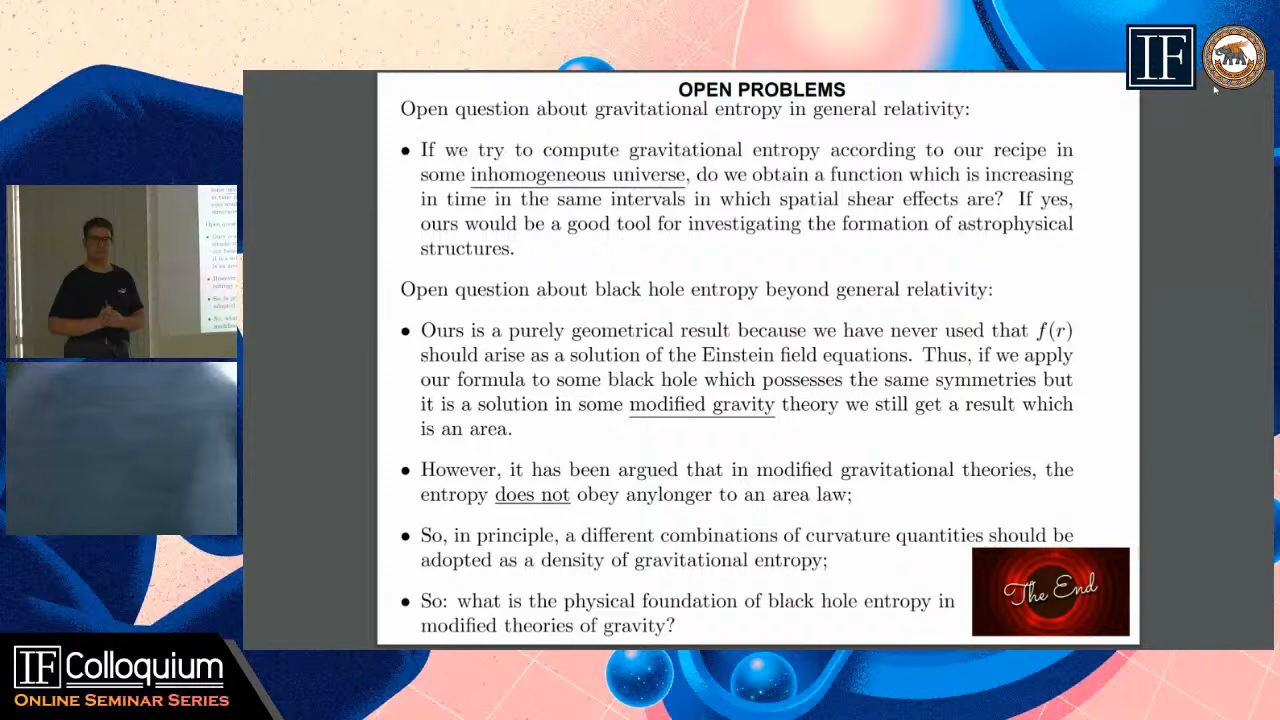 IF
OPEN PROBLEMS
Open question about gravitational entropy in general relativity:
• If we try to compute gravitational entropy according to our recipe in
some inhomogeneous universe, do we obtain a function which is increasing
in time in the same intervals in which spatial shear effects are? If yes,
ours would be a good tool for investigating the formation of astrophysical
structures.
Open question about black hole entropy beyond general relativity:
• Ours is a purely geometrical result because we have never used that f(r)
should arise as a solution of the Einstein field equations. Thus, if we apply
our formula to some black hole which possesses the same symmetries but
it is a solution in some modified gravity theory we still get a result which
is an area.
• However, it has been argued that in modified gravitational theories, the
entropy does not obey anylonger to an area law;
• So, in principle, a different combinations of curvature quantities should be
adopted as a density of gravitational entropy;
• So: what is the physical foundation of black hole entropy in
modified theories of gravity?
The End
IF Colloquium
ONLINE SEMINAR SERIES